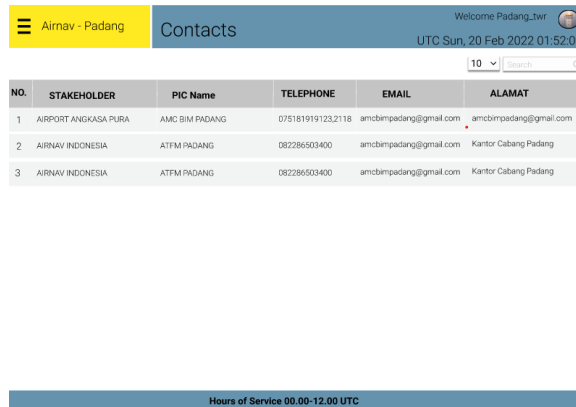 Airnav - Padang
Contacts
Welcome Padang_twr
UTC Sun, 20 Feb 2022 01:52:0
10
Search
NO. STAKEHOLDER PIC Name TELEPHONE EMAIL ALAMAT
1 AIRPORT ANGKASA PURA AMC BIM PADANG 075181919123,2118 amcbimpadang@gmail.com amcbimpadang@gmail.com
2 AIRNAV INDONESIA ATFM PADANG 082286503400 amcbimpadang@gmail.com Kantor Cabang Padang
3 AIRNAV INDONESIA ATFM PADANG 082286503400 amcbimpadang@gmail.com Kantor Cabang Padang
Hours of Service 00.00-12.00 UTC